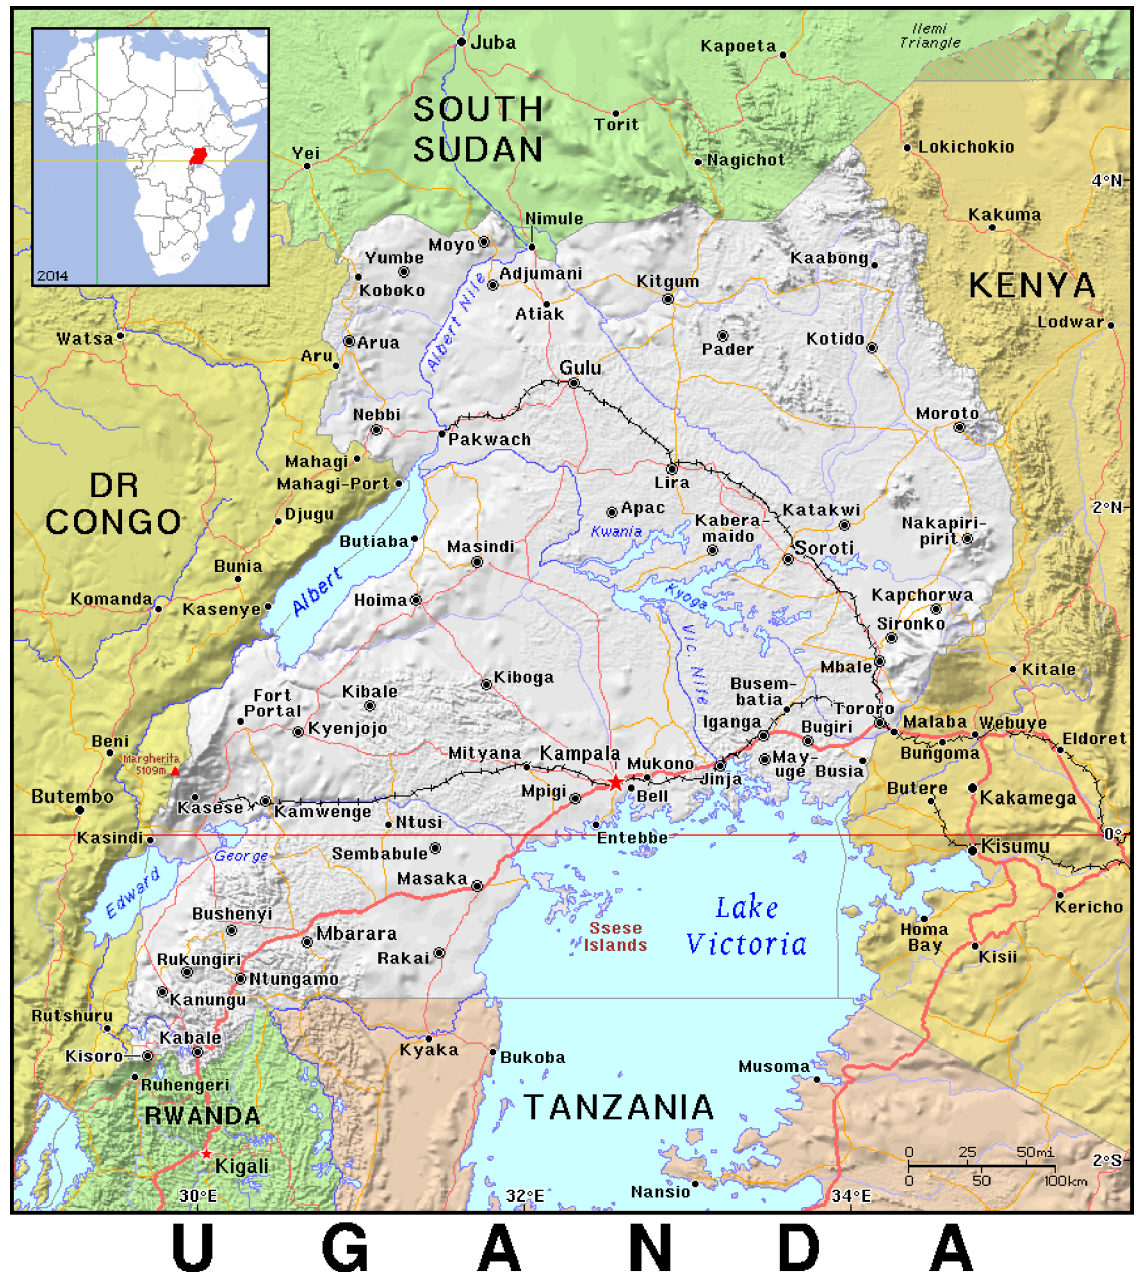 Juba
Kapoeta
Ilemi
Triangle
SOUTH
SUDAN
Torit
Yei
Nagichot
Lokichokio
4°N
Nimule
Kakuma
Moyo
Yumbe
Kaabong
KENYA
2014
Koboko
Adjumani
Kitgum
Albert Nile
Atiak
Lodwar
Watsa
Arua
Pader
Kotido
Aru
Gulu
Nebbi
Moroto
Pakwach
Mahagi
Lira
DR
CONGO
Mahagi-Port
Apac
Katakwi
2°N
Djugu
Kwania
Kabera-
maido
Nakapiri-
pirit
Butiaba
Masindi
Soroti
Bunia
Albert
Kyoga
Komanda
Kasenye
Hoima
Kapchorwa
Sironko
Vic. Nile
Mbale
Kitale
Kiboga
Fort
Portal
Kibale
Busem-
batia
Kyenjojo
Iganga
Bugiri
Tororo
Malaba
Webuye
Beni
Margherita
5109m
Mityana
Kampala
Mukono
May-
uge
Busia
Bungoma
Eldoret
Butembo
Kasese
Kamwenge
Mpigi
Bell
Jinja
Butere
Kakamega
Kasindi
Ntusi
Entebbe
0°
George
Sembabule
Kisumu
Edward
Masaka
Bushenyi
Ssese
Islands
Lake
Victoria
Homa
Bay
Kericho
Mbarara
Rukungiri
Rakai
Kisii
Ntungamo
Kanungu
Rutshuru
Kabale
Kisoro
Kyaka
Bukoba
Musoma
Ruhengeri
RWANDA
TANZANIA
Kigali
0 25 50mi
0 50 100km
2°S
Nansio
30°E
32°E
34°E
U G A N D A